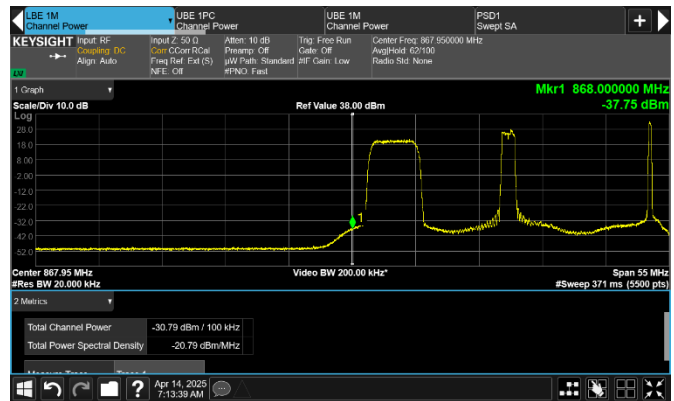 LBE 1M
Channel Power
UBE 1PC
Channel Power
UBE 1M
Channel Power
PSD1
Swept SA
KEYSIGHT
Input: RF
Coupling: DC
Align: Auto
Input Z: 50 Ω
Corr CCorr RCal
Freq Ref: Ext (S)
NFE: Off
Atten: 10 dB
Preamp: Off
µW Path: Standard
#PNO: Fast
Trig: Free Run
Gate: Off
#IF Gain: Low
Center Freq: 867.950000 MHz
Avg|Hold: 62/100
Radio Std: None
LXI
1 Graph
Mkr1 868.000000 MHz
-37.75 dBm
Scale/Div 10.0 dB
Ref Value 38.00 dBm
Log
28.0
18.0
8.00
-2.00
-12.0
-22.0
-32.0
-42.0
-52.0
1
Center 867.95 MHz
Video BW 200.00 kHz*
Span 55 MHz
#Res BW 20.000 kHz
#Sweep 371 ms (5500 pts)
2 Metrics
Total Channel Power -30.79 dBm / 100 kHz
Total Power Spectral Density -20.79 dBm/MHz
Measure Trace Trace 1
Apr 14, 2025
7:13:39 AM